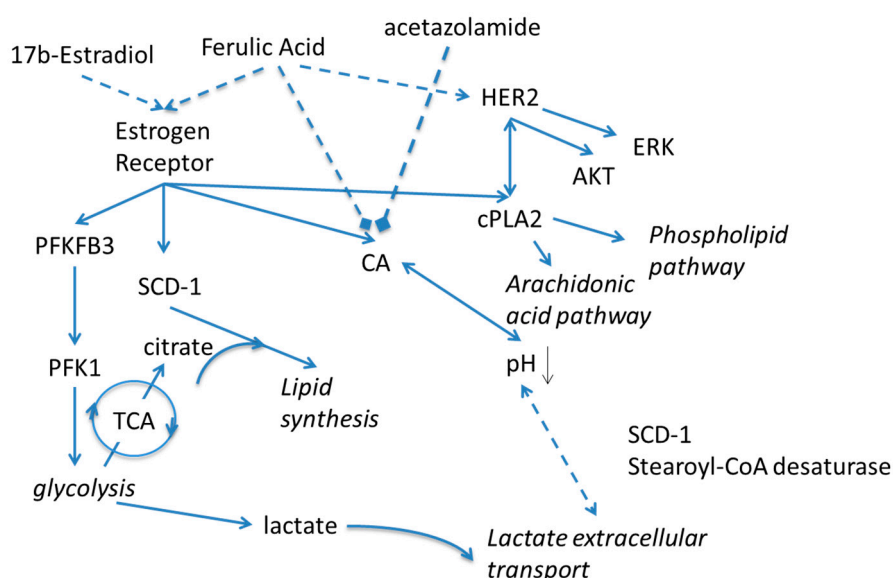 acetazolamide
17b-Estradiol
Ferulic Acid
HER2
Estrogen
Receptor
ERK
AKT
PFKFB3
cPLA2
Phospholipid
pathway
CA
SCD-1
Arachidonic
acid pathway
citrate
PFK1
pH
Lipid
synthesis
TCA
SCD-1
Stearoyl-CoA desaturase
glycolysis
lactate
Lactate extracellular
transport